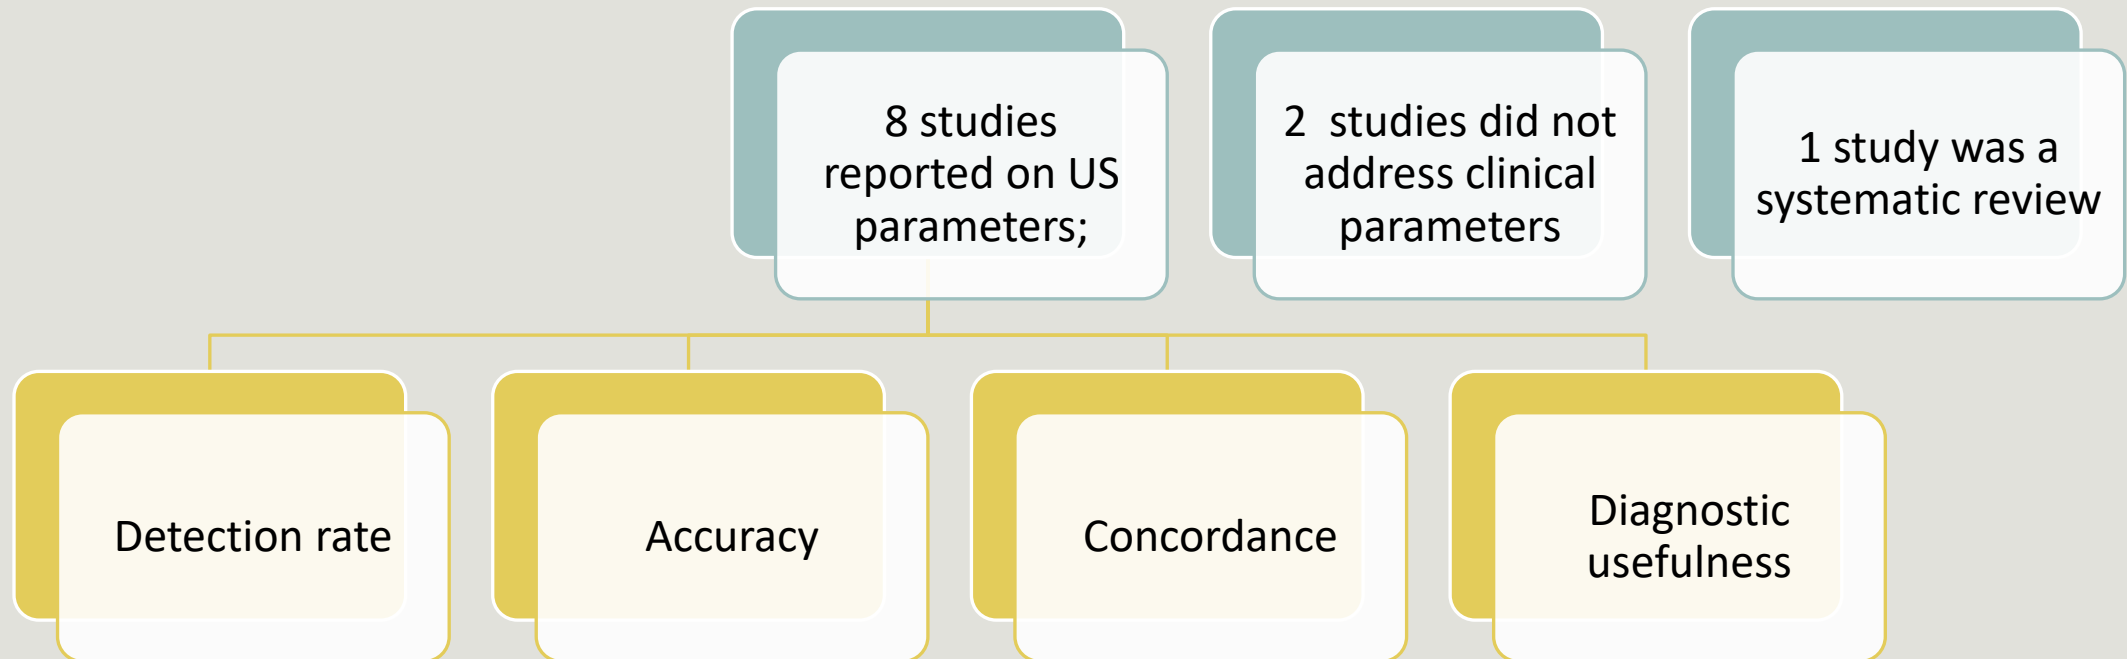 8 studies
reported on US
parameters;
2  studies did not
address clinical
parameters
1 study was a
systematic review
Detection rate
Accuracy
Concordance
Diagnostic
usefulness